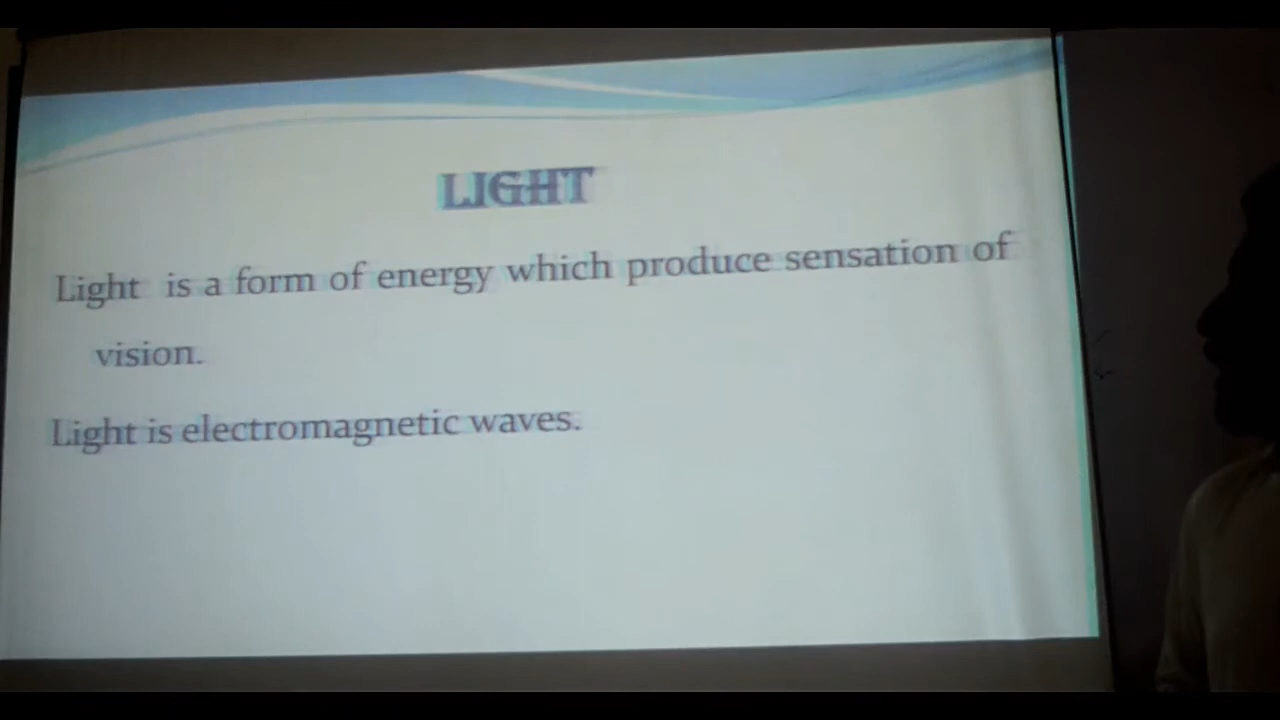 LIGHT
Light is a form of energy which produce sensation of
vision.
Light is electromagnetic waves.